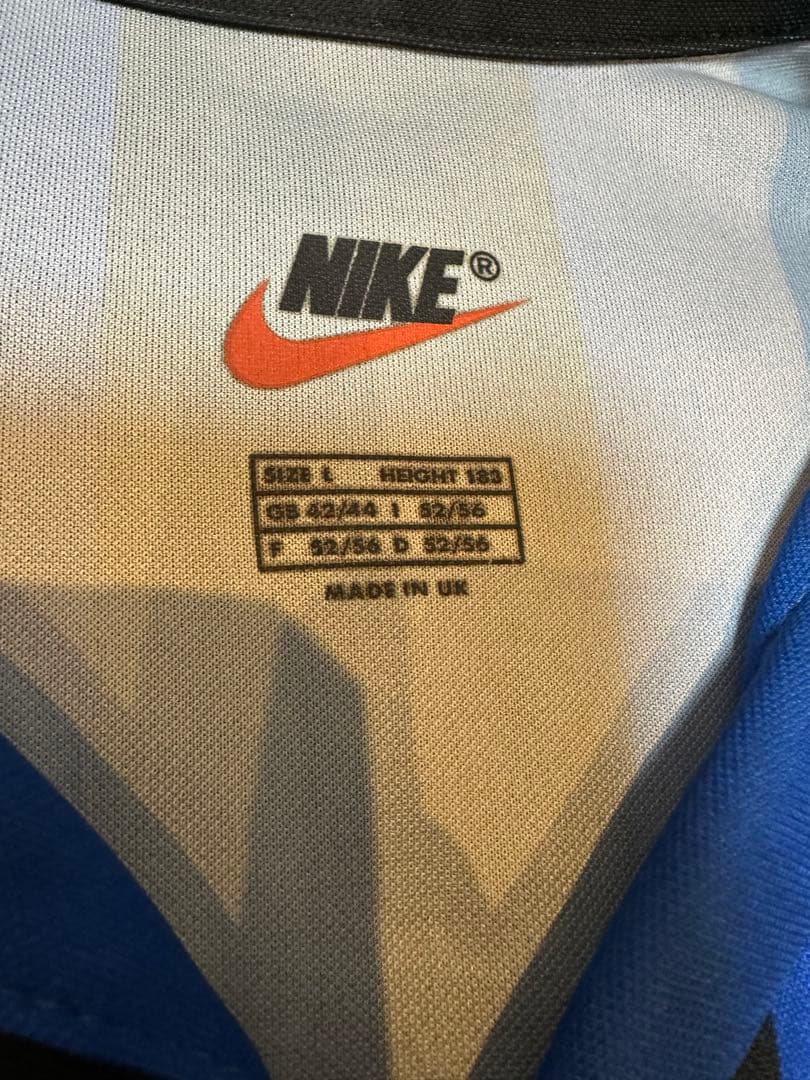 NIKE®
SIZE L HEIGHT 183
GB 42/44 I 52/56
F 52/56 D 52/56
MADE IN UK